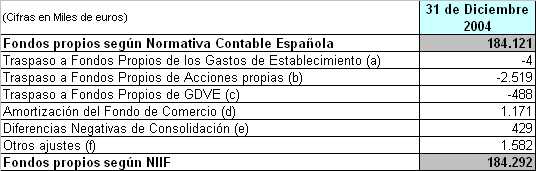 (Cifras en Miles de euros) 31 de Diciembre 2004
Fondos propios según Normativa Contable Española 184.121
Traspaso a Fondos Propios de los Gastos de Establecimiento (a) -4
Traspaso a Fondos Propios de Acciones propias (b) -2.519
Traspaso a Fondos Propios de GDVE (c) -488
Amortización del Fondo de Comercio (d) 1.171
Diferencias Negativas de Consolidación (e) 429
Otros ajustes (f) 1.582
Fondos propios según NIIF 184.292